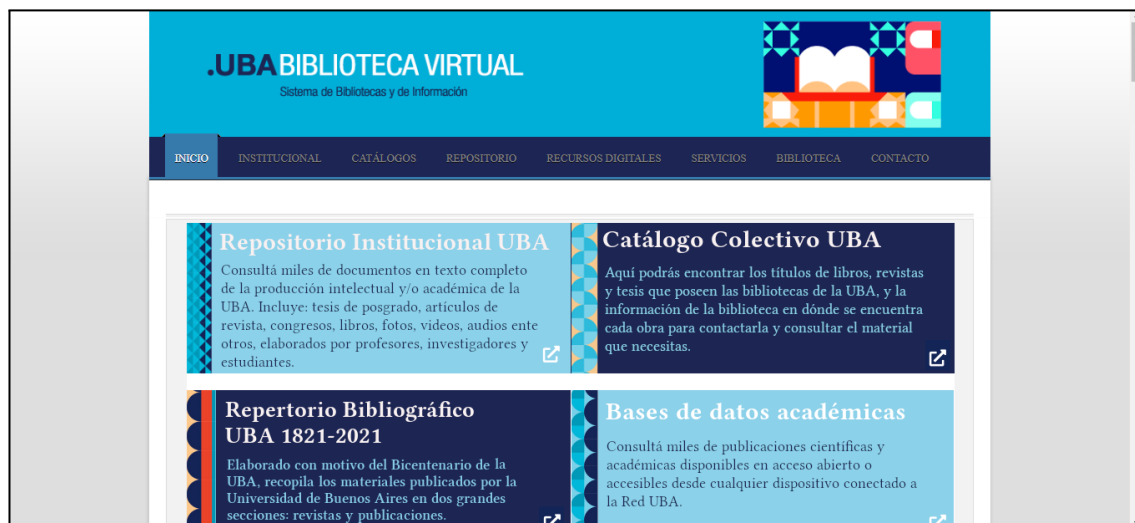 .UBA BIBLIOTECA VIRTUAL
Sistema de Bibliotecas y de Información
INICIO INSTITUCIONAL CATÁLOGOS REPOSITORIO RECURSOS DIGITALES SERVICIOS BIBLIOTECA CONTACTO
Repositorio Institucional UBA
Consultá miles de documentos en texto completo
de la producción intelectual y/o académica de la
UBA. Incluye: tesis de posgrado, artículos de
revista, congresos, libros, fotos, videos, audios ente
otros, elaborados por profesores, investigadores y
estudiantes.
Catálogo Colectivo UBA
Aquí podrás encontrar los títulos de libros, revistas
y tesis que poseen las bibliotecas de la UBA, y la
información de la biblioteca en dónde se encuentra
cada obra para contactarla y consultar el material
que necesitas.
Repertorio Bibliográfico
UBA 1821-2021
Elaborado con motivo del Bicentenario de la
UBA, recopila los materiales publicados por la
Universidad de Buenos Aires en dos grandes
secciones: revistas y publicaciones.
Bases de datos académicas
Consultá miles de publicaciones científicas y
académicas disponibles en acceso abierto o
accesibles desde cualquier dispositivo conectado a
la Red UBA.